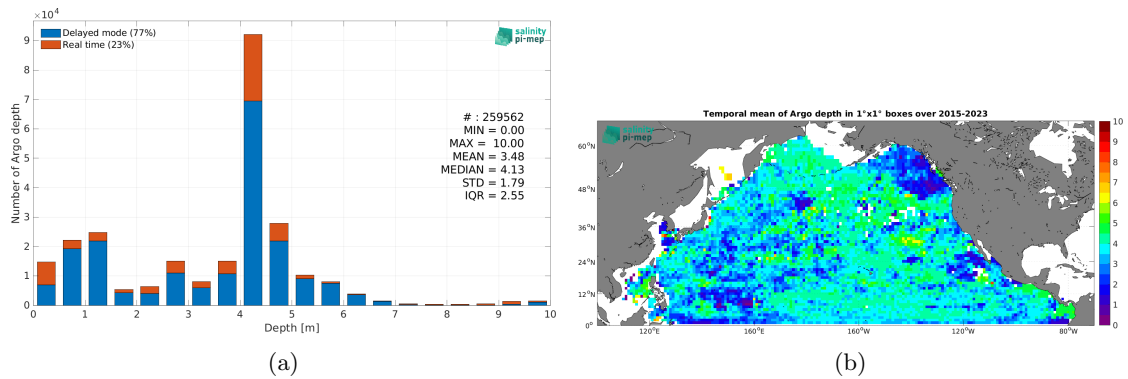 ×10⁴
9
8
7
6
5
4
3
2
1
0
Number of Argo depth
Delayed mode (77%)
Real time (23%)
salinity
pi-mep
# : 259562
MIN = 0.00
MAX = 10.00
MEAN = 3.48
MEDIAN = 4.13
STD = 1.79
IQR = 2.55
0 1 2 3 4 5 6 7 8 9 10
Depth [m]
(a)
Temporal mean of Argo depth in 1°x1° boxes over 2015-2023
salinity
pi-mep
60°N
48°N
36°N
24°N
12°N
0°
120°E 160°E 160°W 120°W 80°W
10
9
8
7
6
5
4
3
2
1
0
(b)